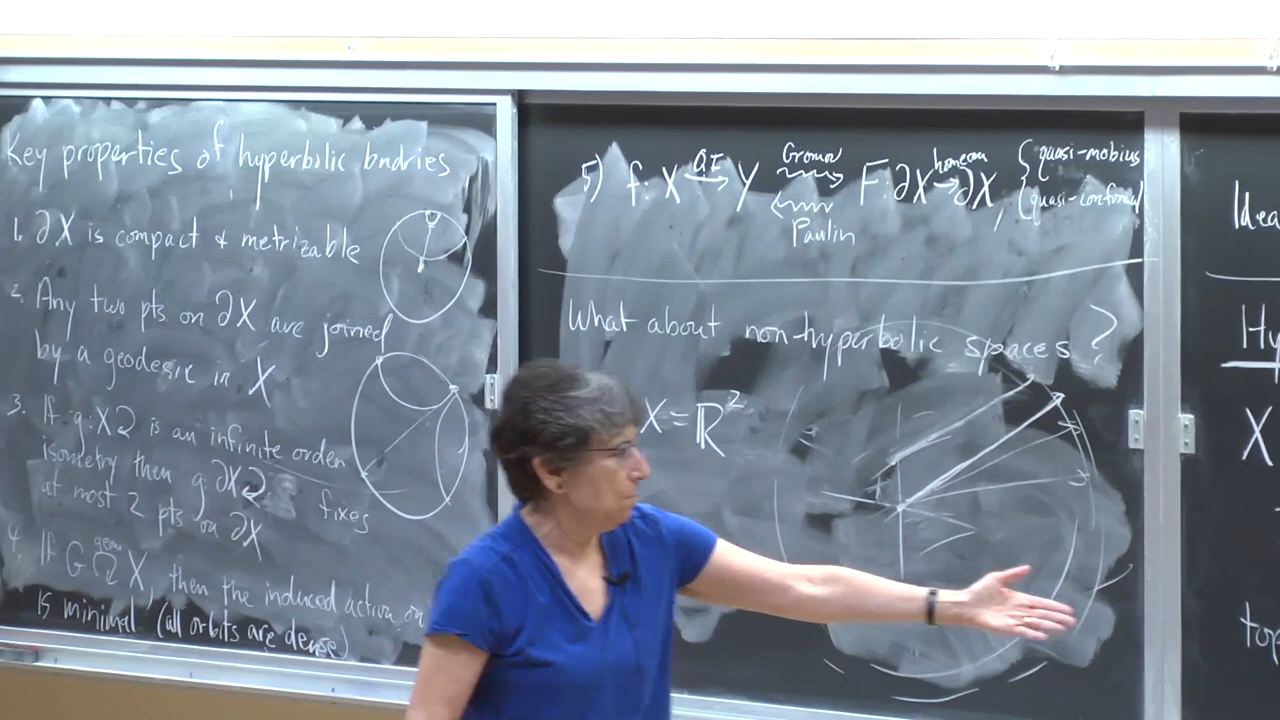 Key properties of hyperbolic bndries
1. ∂X is compact & metrizable
2. Any two pts on ∂X are joined
by a geodesic in X
3. If g: X⟲ is an infinite order
isometry then g: ∂X⟲ fixes
at most 2 pts on ∂X
4. If G geom ↷ X, then the induced action on
is minimal (all orbits are dense)
5) f: X QI→ Y Gromov ⇝ F: ∂X homeom→ ∂X, { quasi-mobius
Paulin { quasi-conformal
What about non-hyperbolic spaces?
X = ℝ²
Idea
Hy
X
top